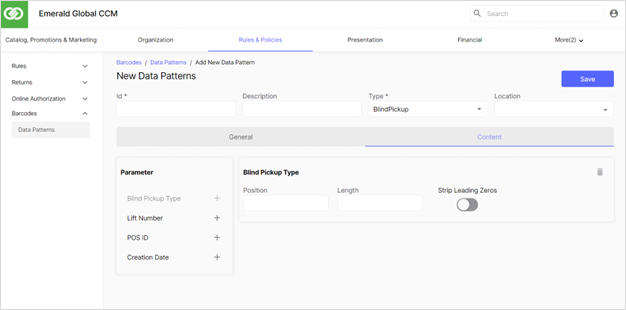 Emerald Global CCM
Search
Catalog, Promotions & Marketing Organization Rules & Policies Presentation Financial More(2)
Rules
Returns
Online Authorization
Barcodes
Data Patterns
Barcodes / Data Patterns / Add New Data Pattern
New Data Patterns
Save
Id * Description Type * Location
BlindPickup
General Content
Parameter
Blind Pickup Type
Lift Number
POS ID
Creation Date
Blind Pickup Type
Position Length Strip Leading Zeros